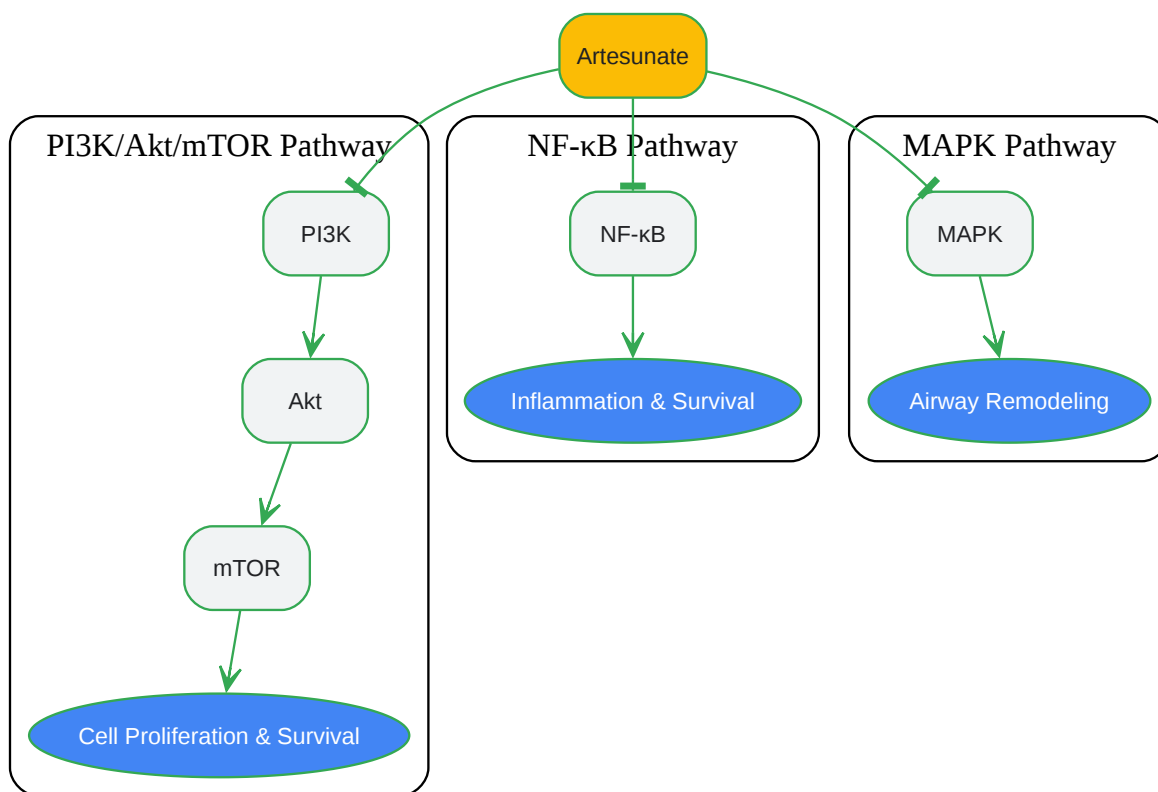 Artesunate
PI3K/Akt/mTOR Pathway
NF-κB Pathway
MAPK Pathway
PI3K
NF-κB
MAPK
Akt
Inflammation & Survival
Airway Remodeling
mTOR
Cell Proliferation & Survival